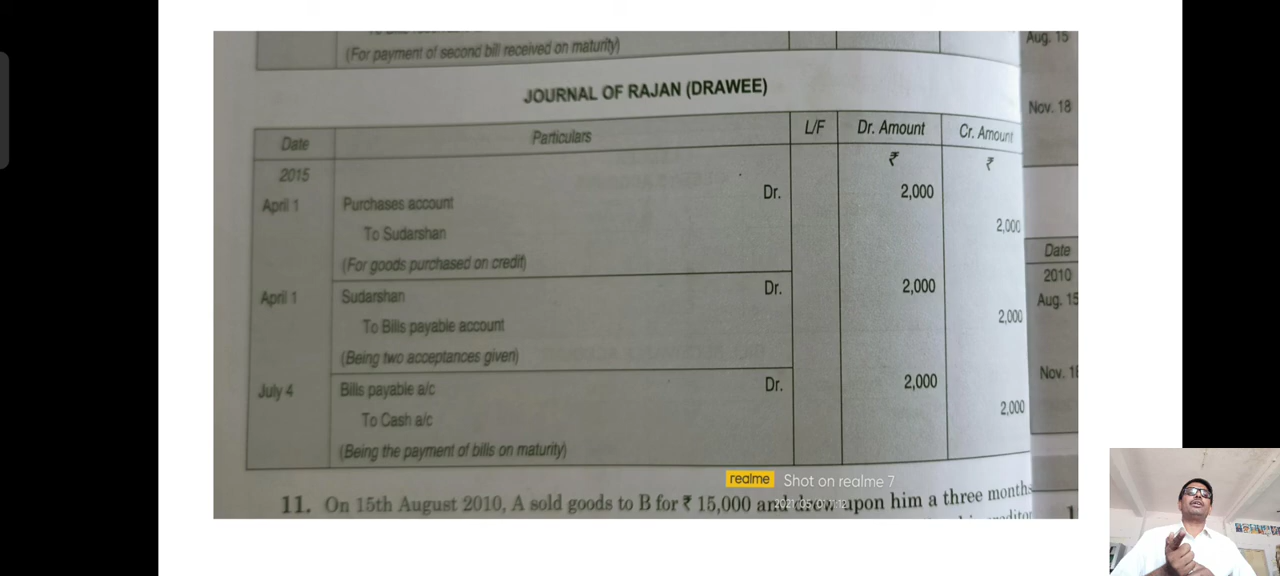 (For payment of second bill received on maturity)
Aug. 15
JOURNAL OF RAJAN (DRAWEE)
Nov. 18
Date Particulars L/F Dr. Amount Cr. Amount
₹ ₹
2015
April 1 Purchases account Dr. 2,000
To Sudarshan 2,000
(For goods purchased on credit)
Date
2010
April 1 Sudarshan Dr. 2,000
Aug. 15
To Bills payable account 2,000
(Being two acceptances given)
Nov. 18
July 4 Bills payable a/c Dr. 2,000
To Cash a/c 2,000
(Being the payment of bills on maturity)
realme Shot on realme 7
11. On 15th August 2010, A sold goods to B for ₹ 15,000 and drew upon him a three months